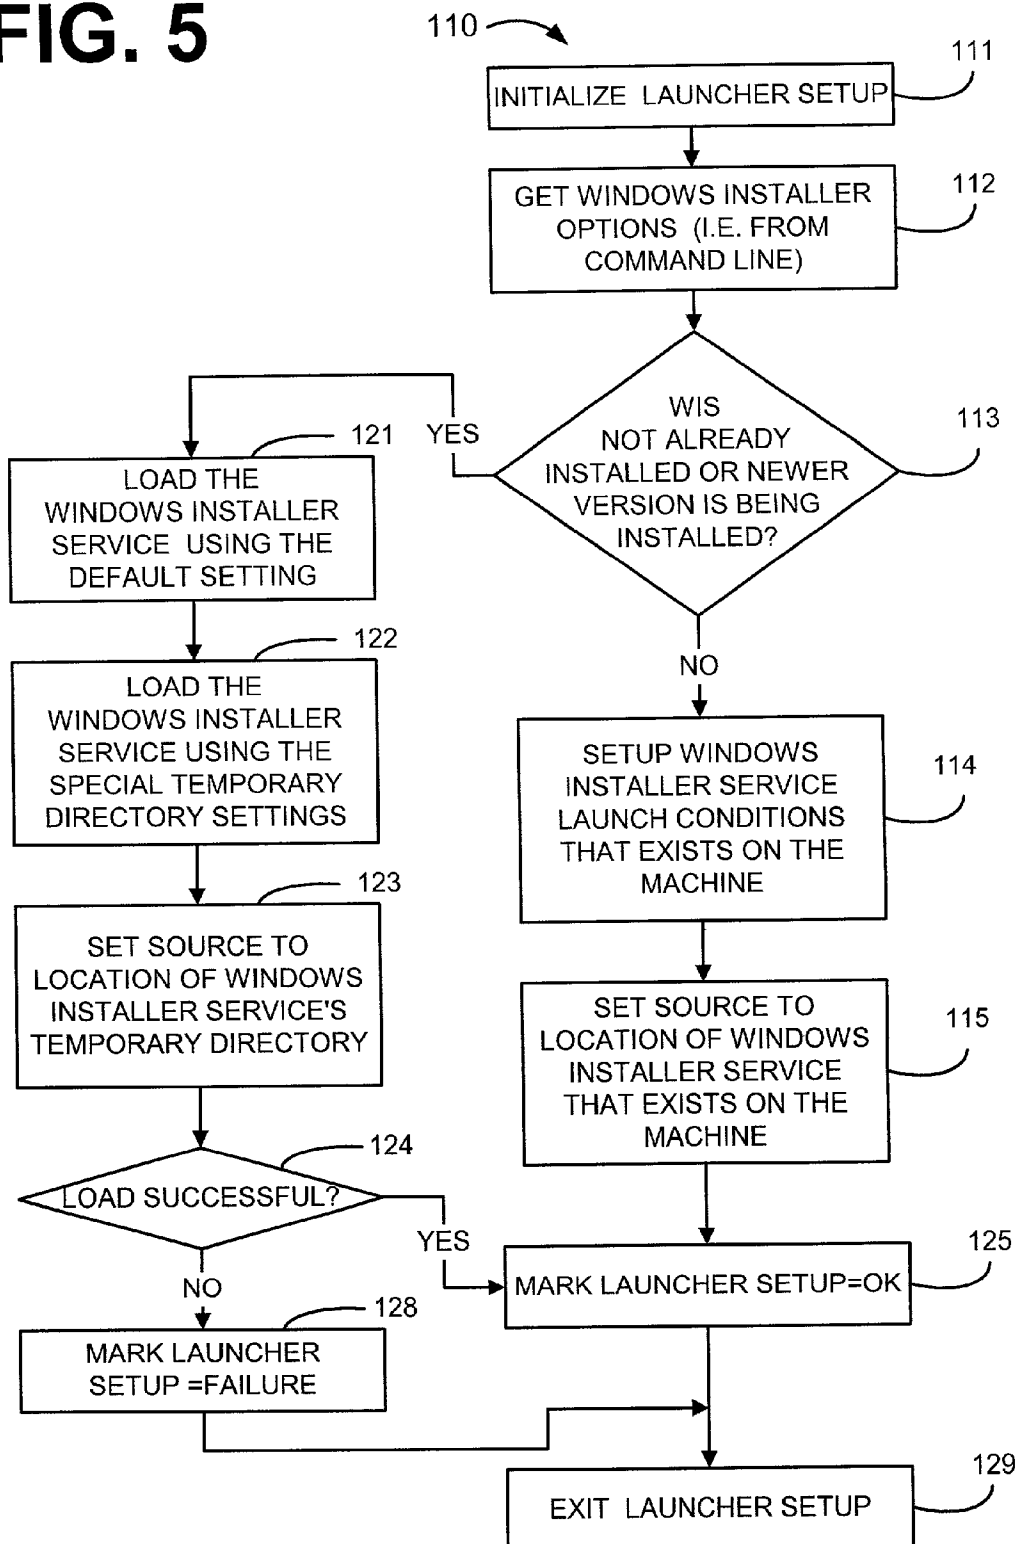 FIG. 5
110
111
INITIALIZE LAUNCHER SETUP
112
GET WINDOWS INSTALLER
OPTIONS (I.E. FROM
COMMAND LINE)
113
WIS
NOT ALREADY
INSTALLED OR NEWER
VERSION IS BEING
INSTALLED?
YES
121
LOAD THE
WINDOWS INSTALLER
SERVICE USING THE
DEFAULT SETTING
122
LOAD THE
WINDOWS INSTALLER
SERVICE USING THE
SPECIAL TEMPORARY
DIRECTORY SETTINGS
123
SET SOURCE TO
LOCATION OF WINDOWS
INSTALLER SERVICE'S
TEMPORARY DIRECTORY
124
LOAD SUCCESSFUL?
YES
NO
128
MARK LAUNCHER
SETUP =FAILURE
NO
114
SETUP WINDOWS
INSTALLER SERVICE
LAUNCH CONDITIONS
THAT EXISTS ON THE
MACHINE
115
SET SOURCE TO
LOCATION OF WINDOWS
INSTALLER SERVICE
THAT EXISTS ON THE
MACHINE
125
MARK LAUNCHER SETUP=OK
129
EXIT LAUNCHER SETUP